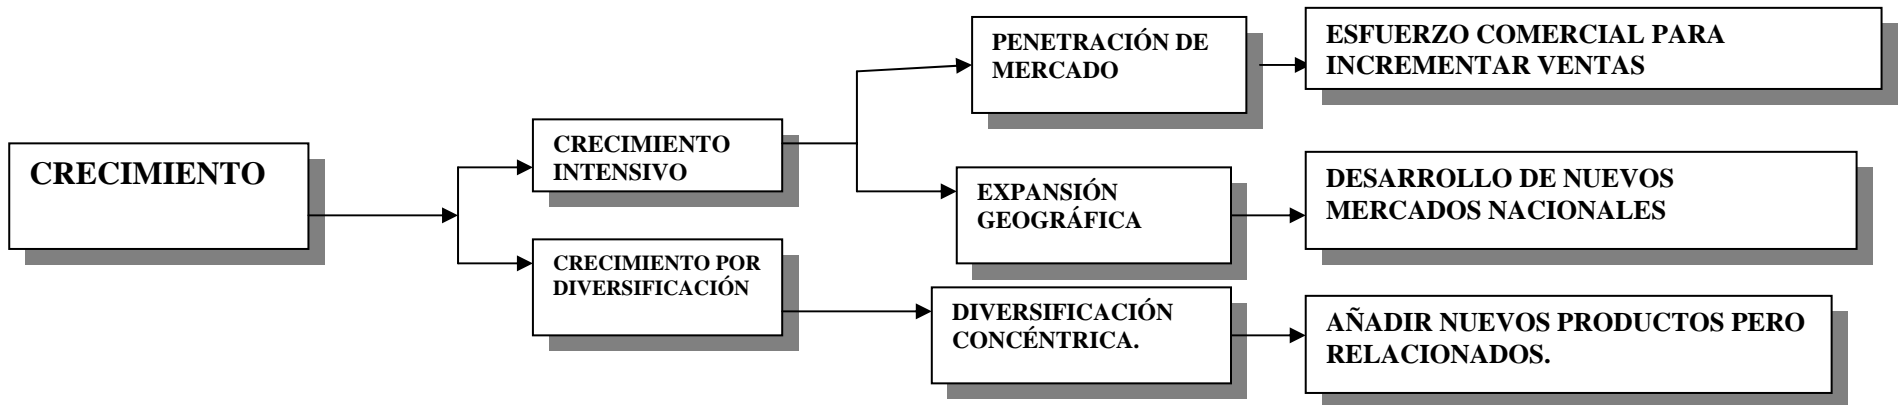 CRECIMIENTO
CRECIMIENTO
INTENSIVO
CRECIMIENTO POR
DIVERSIFICACIÓN
PENETRACIÓN DE
MERCADO
EXPANSIÓN
GEOGRÁFICA
DIVERSIFICACIÓN
CONCÉNTRICA.
ESFUERZO COMERCIAL PARA
INCREMENTAR VENTAS
DESARROLLO DE NUEVOS
MERCADOS NACIONALES
AÑADIR NUEVOS PRODUCTOS PERO
RELACIONADOS.